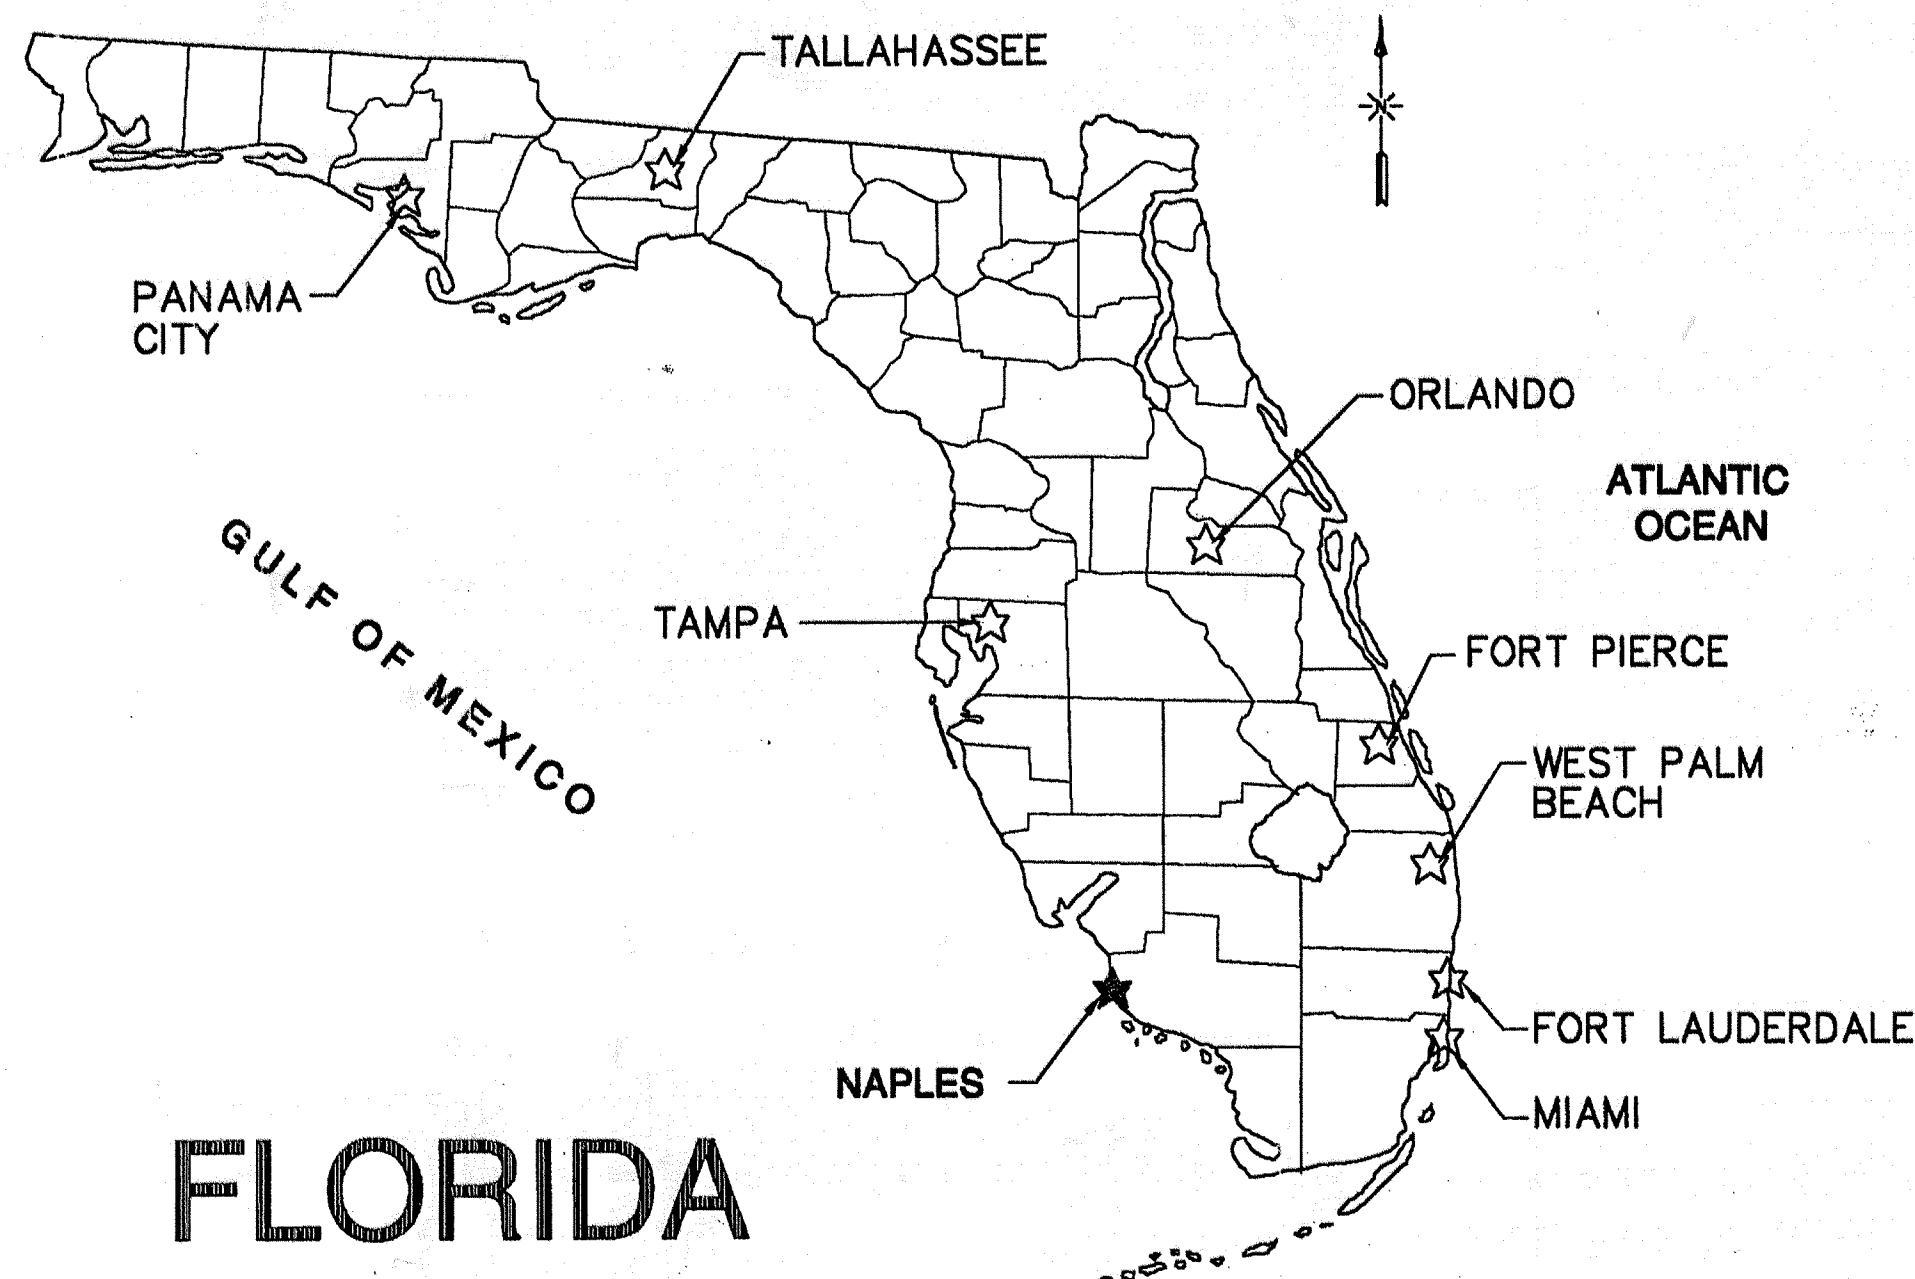 TALLAHASSEE
N
PANAMA
CITY
ORLANDO
ATLANTIC
OCEAN
GULF OF MEXICO
TAMPA
FORT PIERCE
WEST PALM
BEACH
FORT LAUDERDALE
NAPLES
MIAMI
FLORIDA